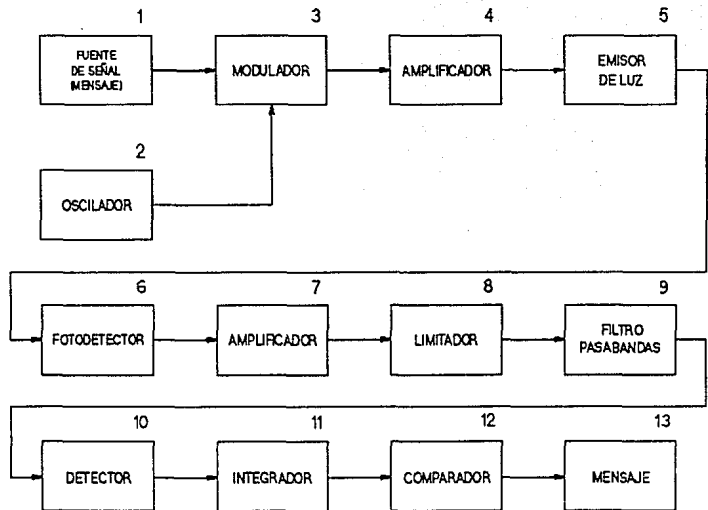 1
3
4
5
FUENTE
DE SEÑAL
(MENSAJE)
MODULADOR
AMPLIFICADOR
EMISOR
DE LUZ
2
OSCILADOR
6
7
8
9
FOTODETECTOR
AMPLIFICADOR
LIMITADOR
FILTRO
PASABANDAS
10
11
12
13
DETECTOR
INTEGRADOR
COMPARADOR
MENSAJE